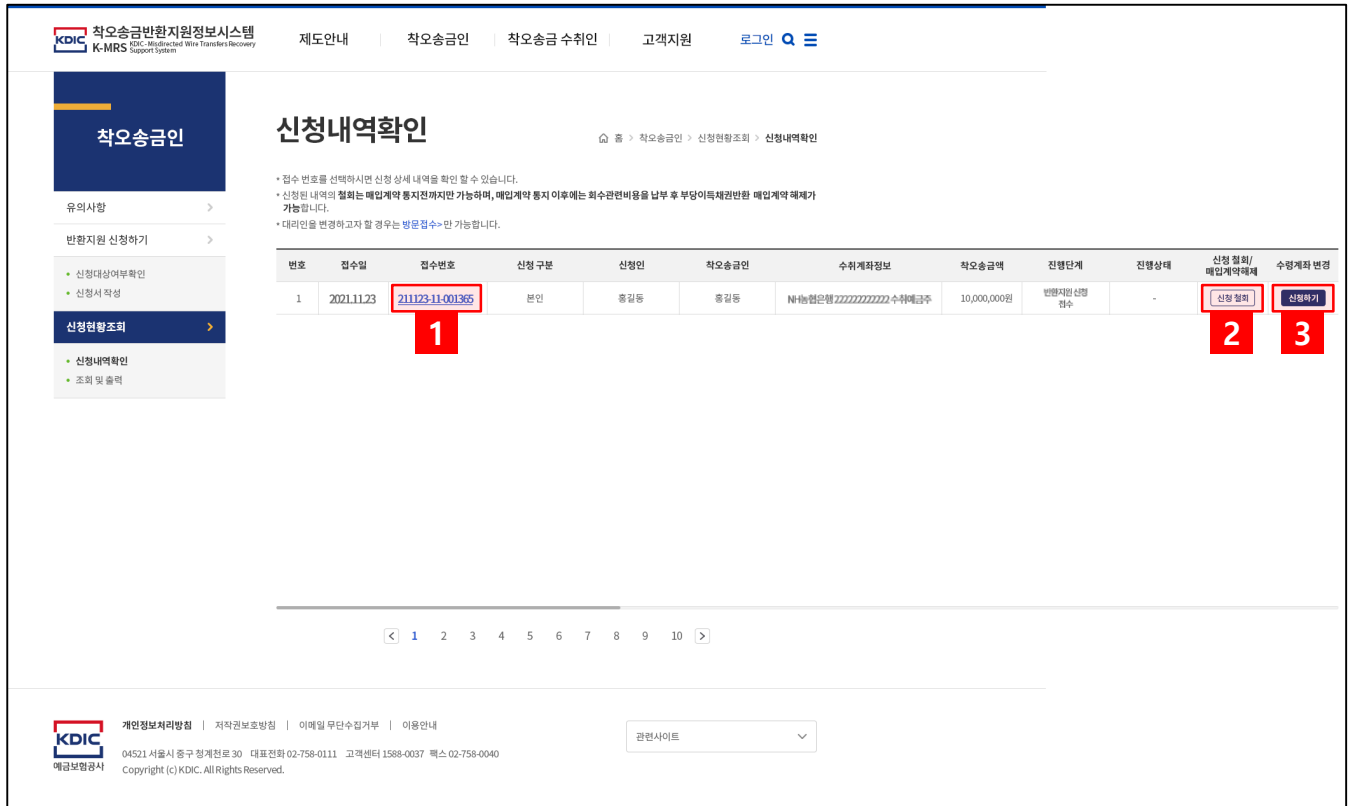 KDIC 착오송금반환지원정보시스템
K-MRS KDIC - Misdirected Wire Transfers Recovery Support System
제도안내 착오송금인 착오송금 수취인 고객지원 로그인
착오송금인
유의사항
반환지원 신청하기
• 신청대상여부확인
• 신청서 작성
신청현황조회
• 신청내역확인
• 조회 및 출력
신청내역확인
홈 > 착오송금인 > 신청현황조회 > 신청내역확인
* 접수 번호를 선택하시면 신청 상세 내역을 확인 할 수 있습니다.
* 신청된 내역의 철회는 매입계약 통지전까지만 가능하며, 매입계약 통지 이후에는 회수관련비용을 납부 후 부당이득채권반환 매입계약 해제가
가능합니다.
* 대리인을 변경하고자 할 경우는 방문접수> 만 가능합니다.
번호 접수일 접수번호 신청 구분 신청인 착오송금인 수취계좌정보 착오송금액 진행단계 진행상태 신청 철회/매입계약해제 수령계좌 변경
1 2021.11.23 211123-11-001365 본인 홍길동 홍길동 NH농협은행 222222222222 수취예금주 10,000,000원 반환지원 신청 접수 - 신청 철회 신청하기
1 2 3
< 1 2 3 4 5 6 7 8 9 10 >
KDIC
예금보험공사
개인정보처리방침 | 저작권보호방침 | 이메일 무단수집거부 | 이용안내
04521 서울시 중구 청계천로 30 대표전화 02-758-0111 고객센터 1588-0037 팩스 02-758-0040
Copyright (c) KDIC. All Rights Reserved.
관련사이트